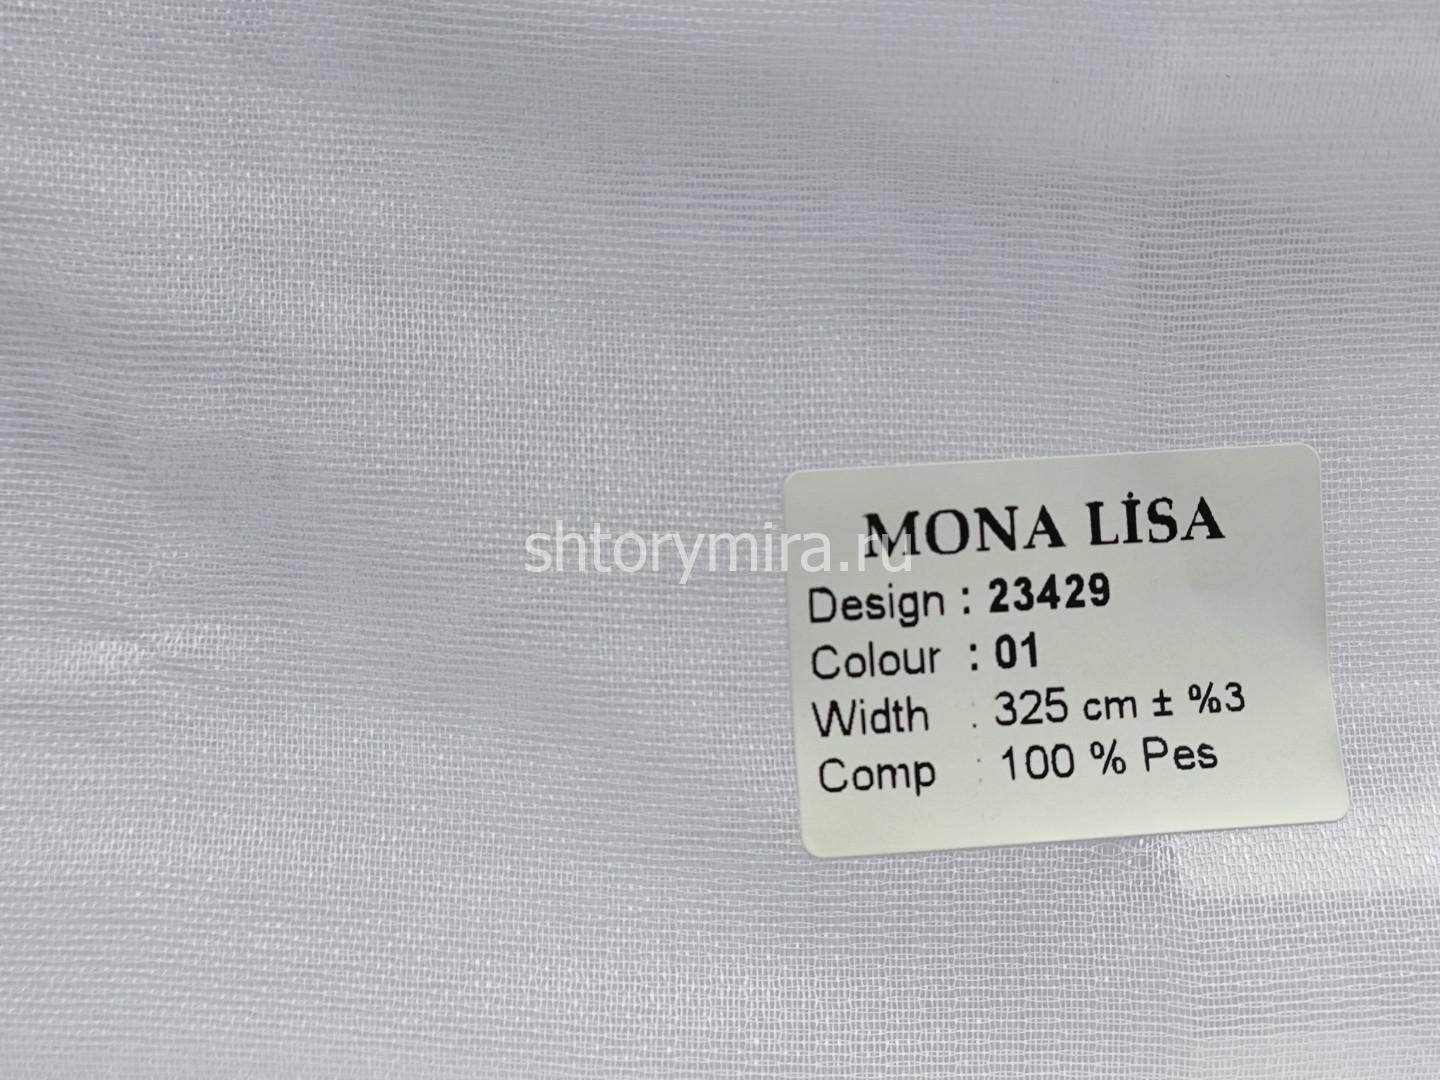 MONA LİSA
shtorymira.ru
Design : 23429
Colour : 01
Width : 325 cm ± %3
Comp : 100 % Pes